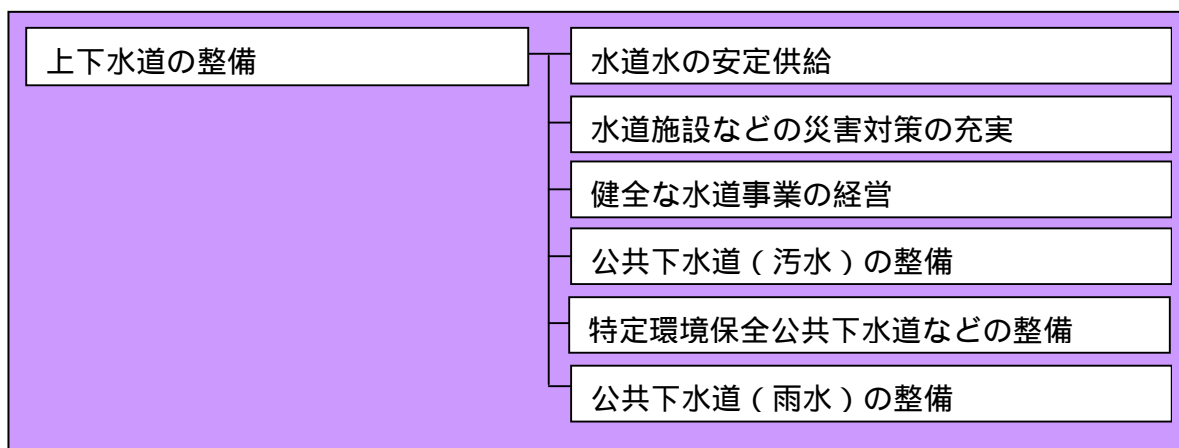 上下水道の整備
水道水の安定供給
水道施設などの災害対策の充実
健全な水道事業の経営
公共下水道(汚水)の整備
特定環境保全公共下水道などの整備
公共下水道(雨水)の整備